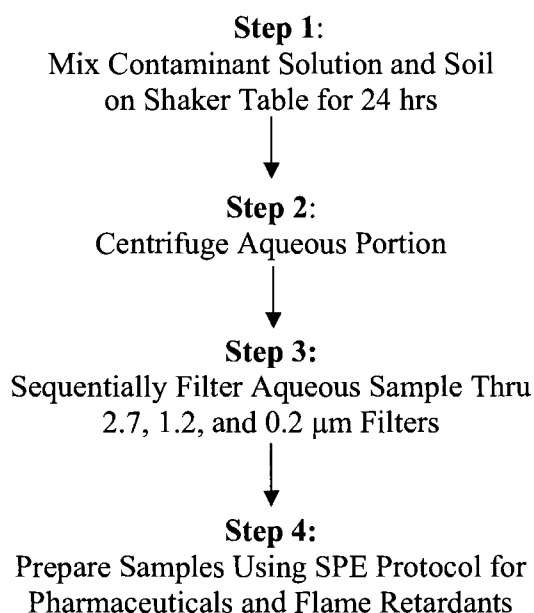 Step 1:
Mix Contaminant Solution and Soil
on Shaker Table for 24 hrs
Step 2:
Centrifuge Aqueous Portion
Step 3:
Sequentially Filter Aqueous Sample Thru
2.7, 1.2, and 0.2 μm Filters
Step 4:
Prepare Samples Using SPE Protocol for
Pharmaceuticals and Flame Retardants